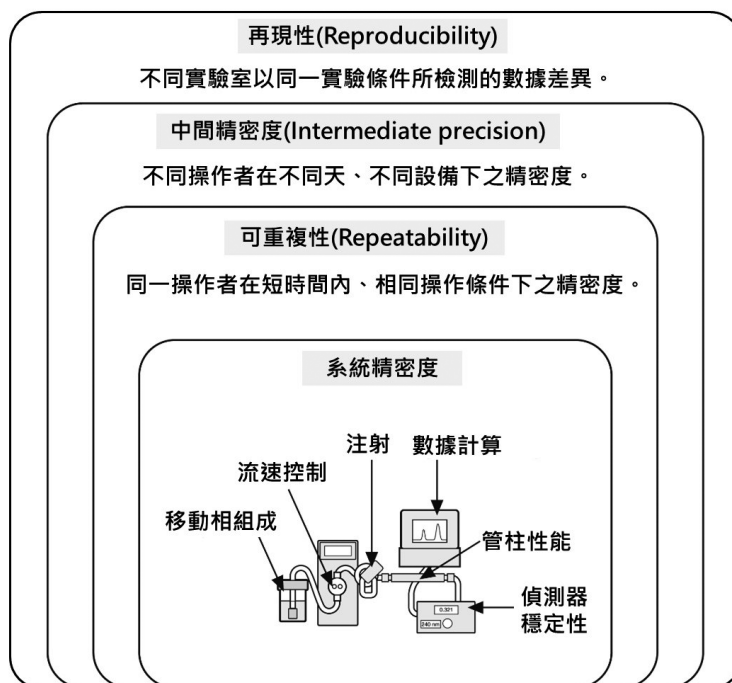 再現性(Reproducibility)
不同實驗室以同一實驗條件所檢測的數據差異。
中間精密度(Intermediate precision)
不同操作者在不同天、不同設備下之精密度。
可重複性(Repeatability)
同一操作者在短時間內、相同操作條件下之精密度。
系統精密度
注射
數據計算
流速控制
移動相組成
管柱性能
偵測器
穩定性
0.321
240 nm